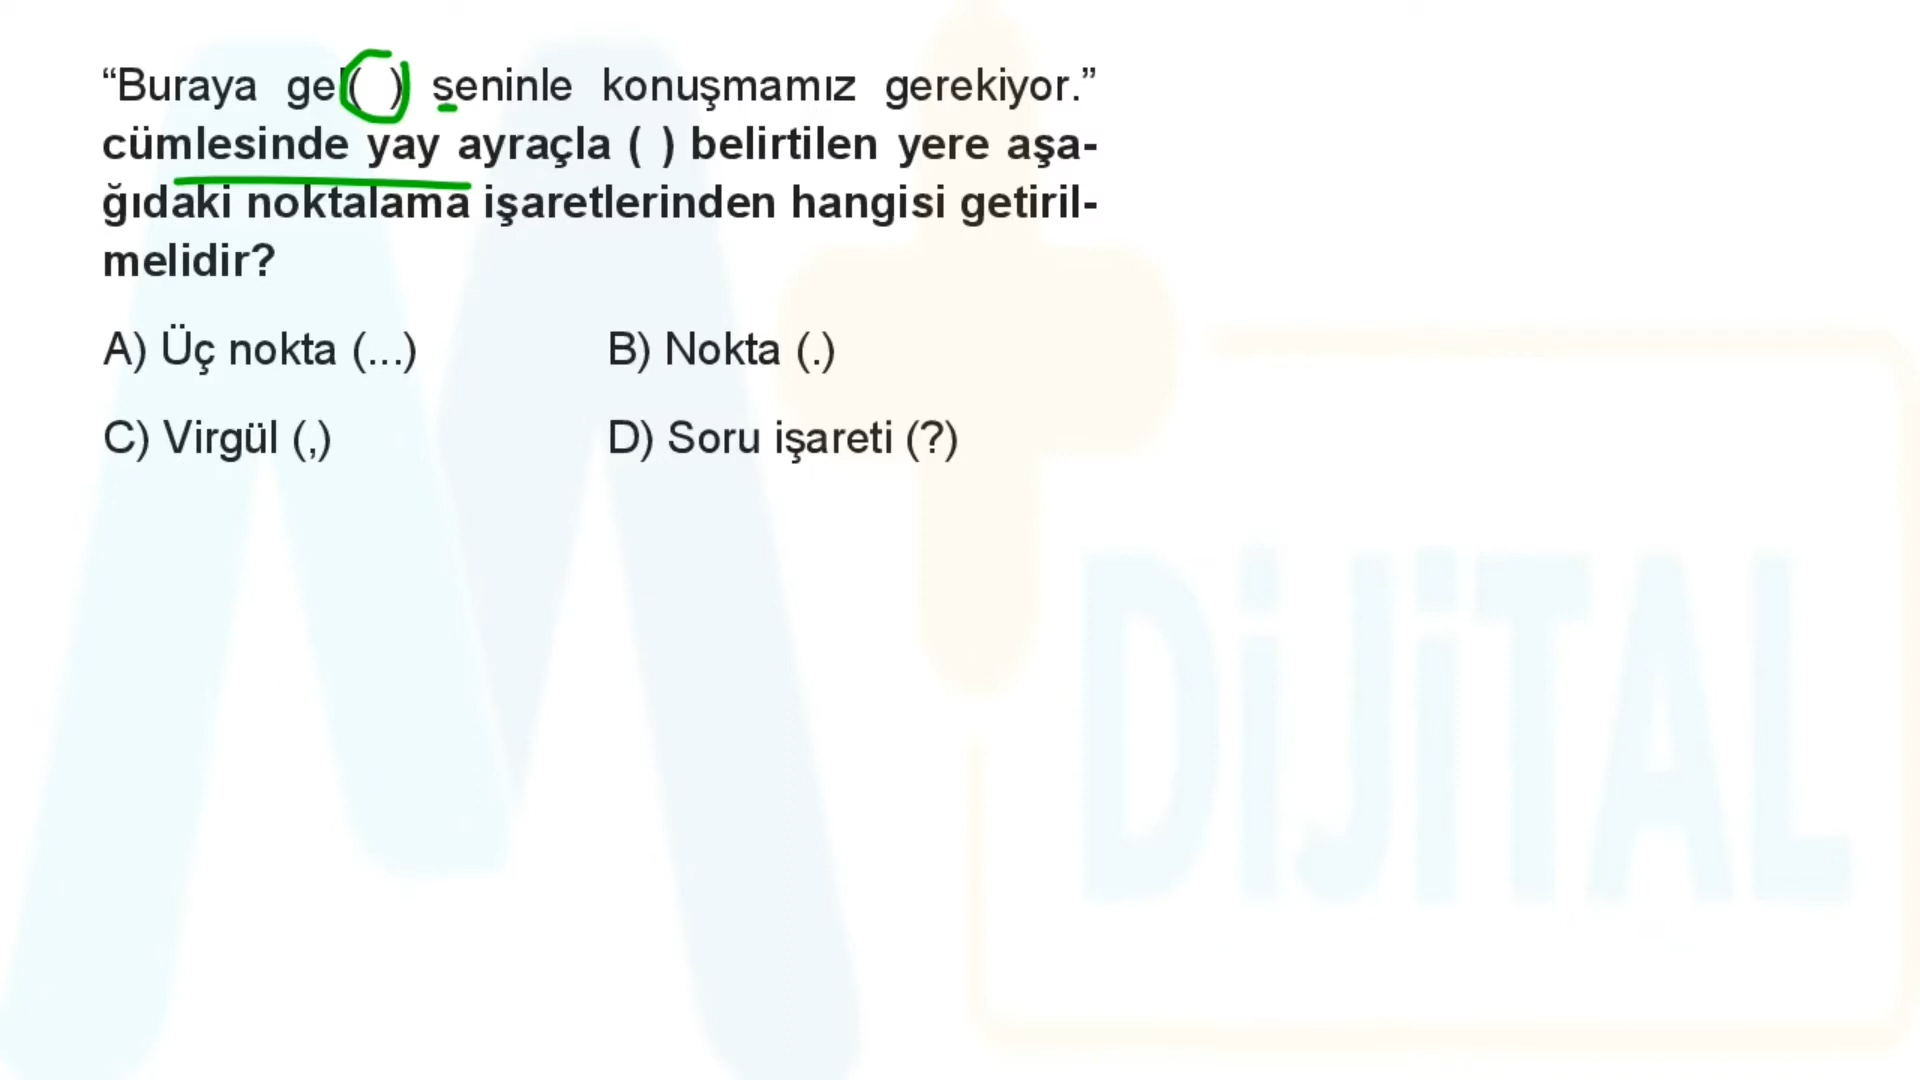 “Buraya gel( ) seninle konuşmamız gerekiyor.”
cümlesinde yay ayraçla ( ) belirtilen yere aşa-
ğıdaki noktalama işaretlerinden hangisi getiril-
melidir?
A) Üç nokta (...) B) Nokta (.)
C) Virgül (,) D) Soru işareti (?)
DİJİTAL